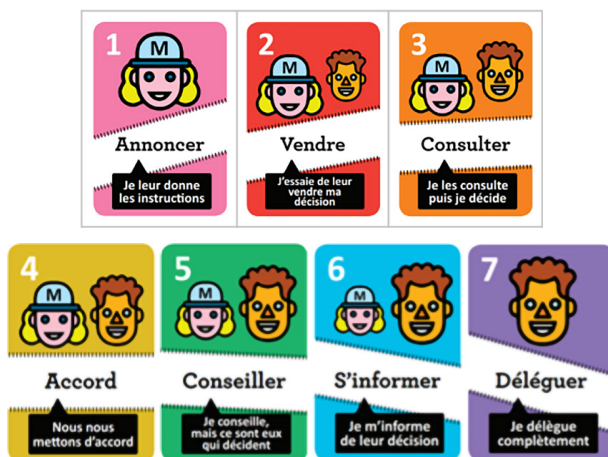 1
M
Annoncer
Je leur donne
les instructions
2
M
Vendre
J'essaie de leur
vendre ma
décision
3
M
Consulter
Je les consulte
puis je décide
4
M
Accord
Nous nous
mettons d'accord
5
M
Conseiller
Je conseille,
mais ce sont eux
qui décident
6
M
S'informer
Je m'informe
de leur décision
7
Déléguer
Je délègue
complètement